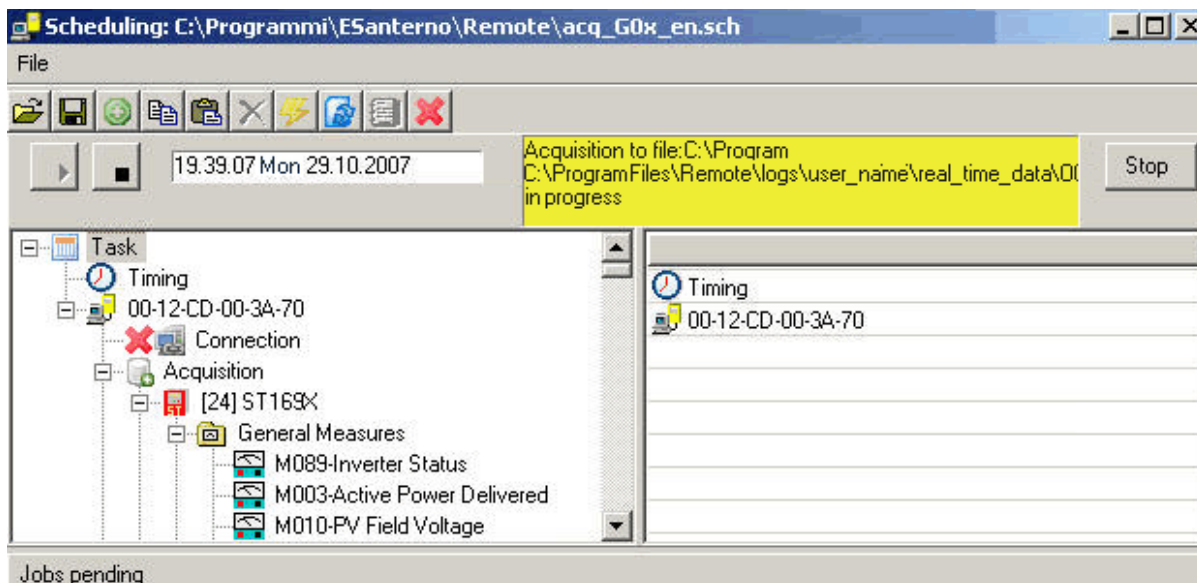 Scheduling: C:\Programmi\ESanterno\Remote\acq_G0x_en.sch
File
19.39.07 Mon 29.10.2007
Acquisition to file:C:\Program
C:\ProgramFiles\Remote\logs\user_name\real_time_data\00
in progress
Stop
Task
Timing
00-12-CD-00-3A-70
Connection
Acquisition
[24] ST169X
General Measures
M089-Inverter Status
M003-Active Power Delivered
M010-PV Field Voltage
Timing
00-12-CD-00-3A-70
Jobs pending